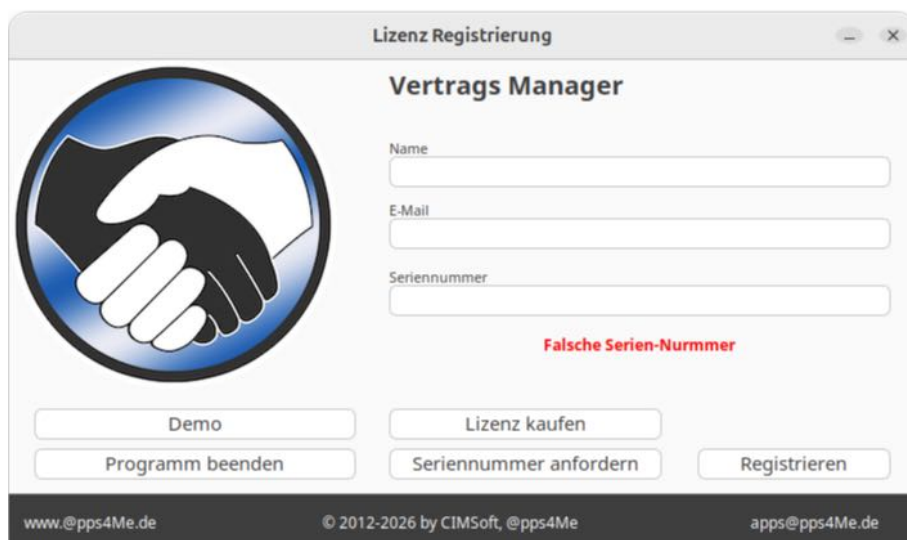 Lizenz Registrierung
Vertrags Manager
Name
E-Mail
Seriennummer
Falsche Serien-Nurmmer
Demo
Lizenz kaufen
Programm beenden
Seriennummer anfordern
Registrieren
www.@pps4Me.de
© 2012-2026 by CIMSoft, @pps4Me
apps@pps4Me.de